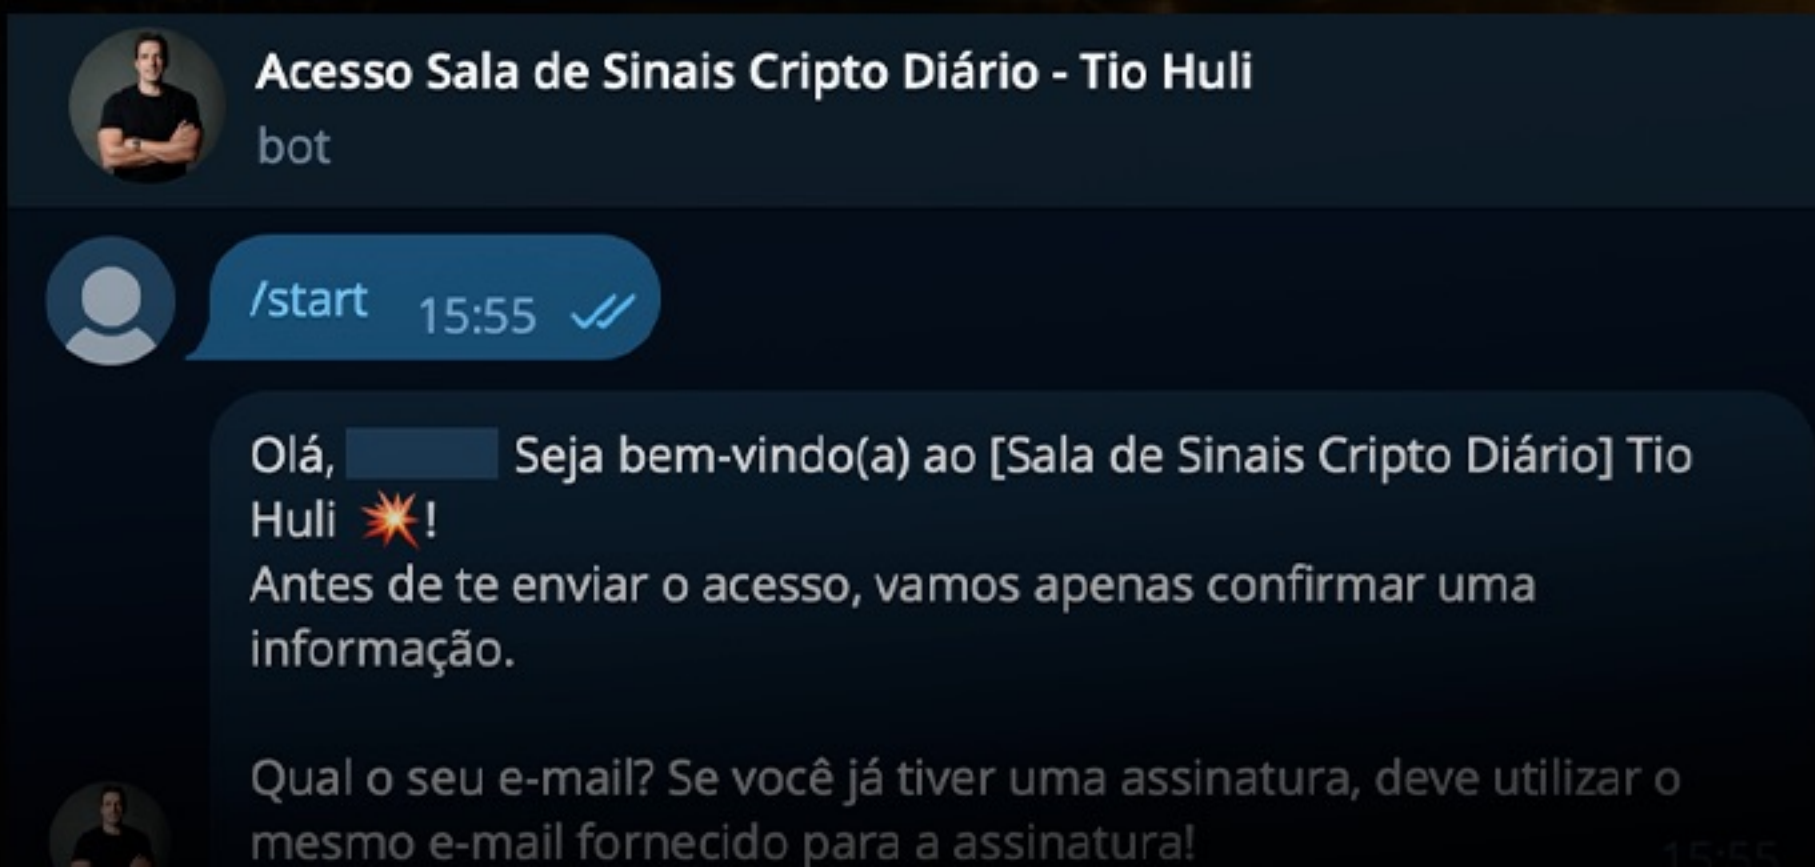 Acesso Sala de Sinais Cripto Diário - Tio Huli
bot
/start 15:55
Olá, Seja bem-vindo(a) ao [Sala de Sinais Cripto Diário] Tio
Huli 💥!
Antes de te enviar o acesso, vamos apenas confirmar uma
informação.
Qual o seu e-mail? Se você já tiver uma assinatura, deve utilizar o
mesmo e-mail fornecido para a assinatura!
15:55